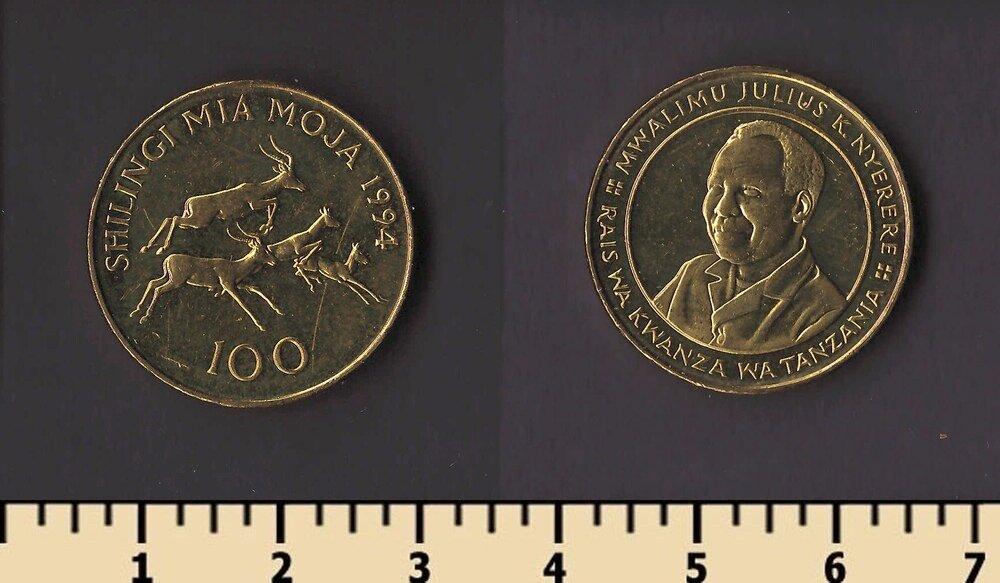 SHILINGI MIA MOJA 1994
100
MWALIMU JULIUS K. NYERERE
RAIS WA KWANZA WA TANZANIA
1 2 3 4 5 6 7